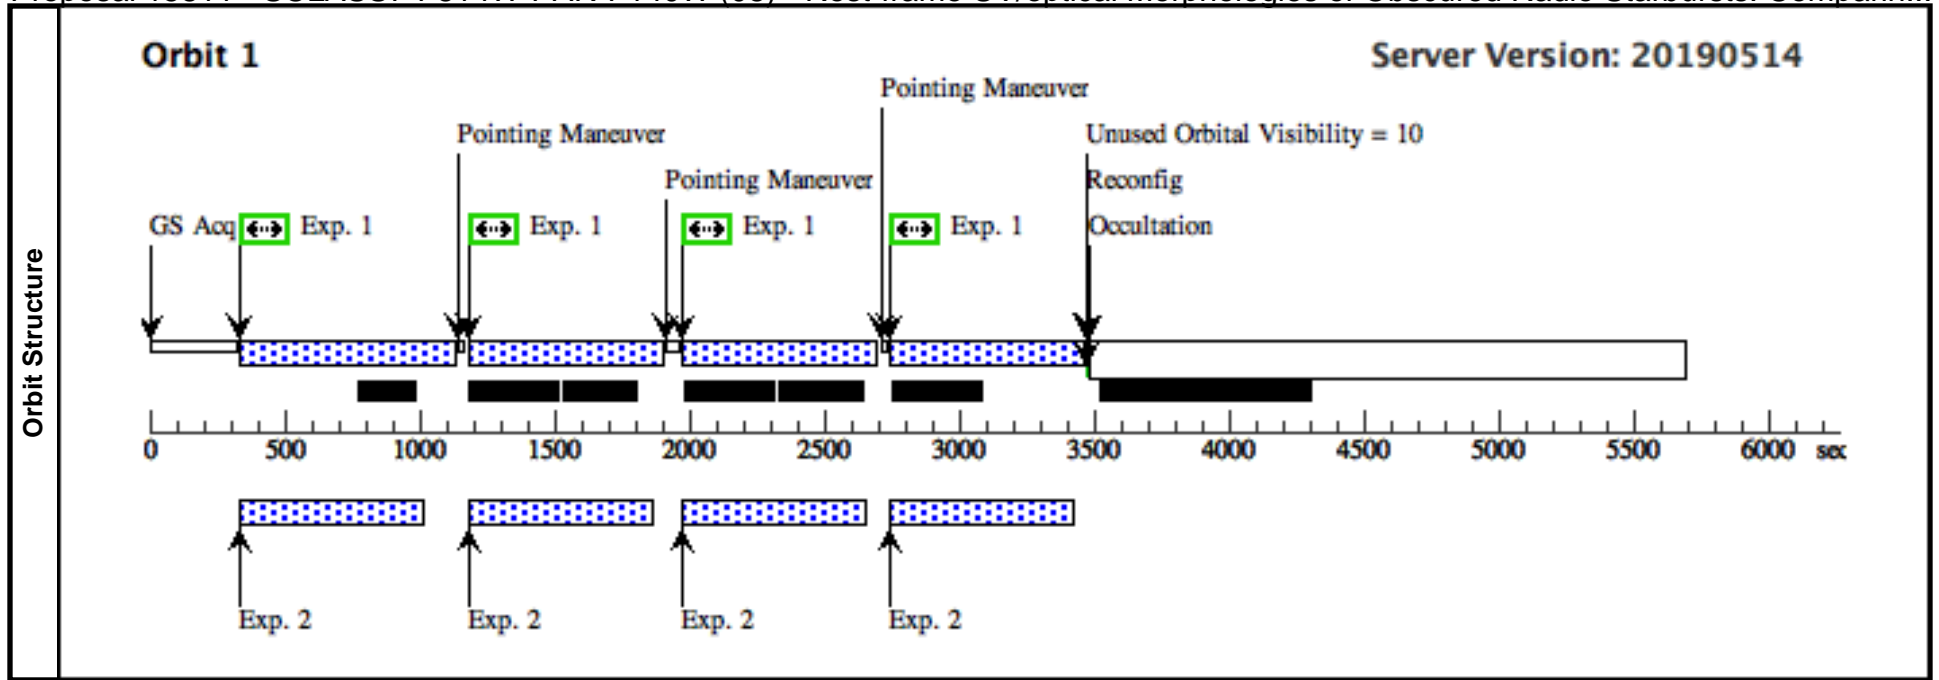 Orbit 1
Server Version: 20190514
Pointing Maneuver
Pointing Maneuver
Unused Orbital Visibility = 10
Pointing Maneuver
Reconfig
GS Acq
Exp. 1
Exp. 1
Exp. 1
Exp. 1
Occultation
Orbit Structure
0 500 1000 1500 2000 2500 3000 3500 4000 4500 5000 5500 6000 sec
Exp. 2
Exp. 2
Exp. 2
Exp. 2